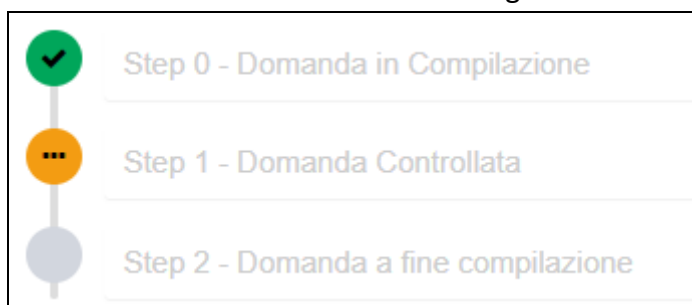 Step 0 - Domanda in Compilazione
Step 1 - Domanda Controllata
Step 2 - Domanda a fine compilazione